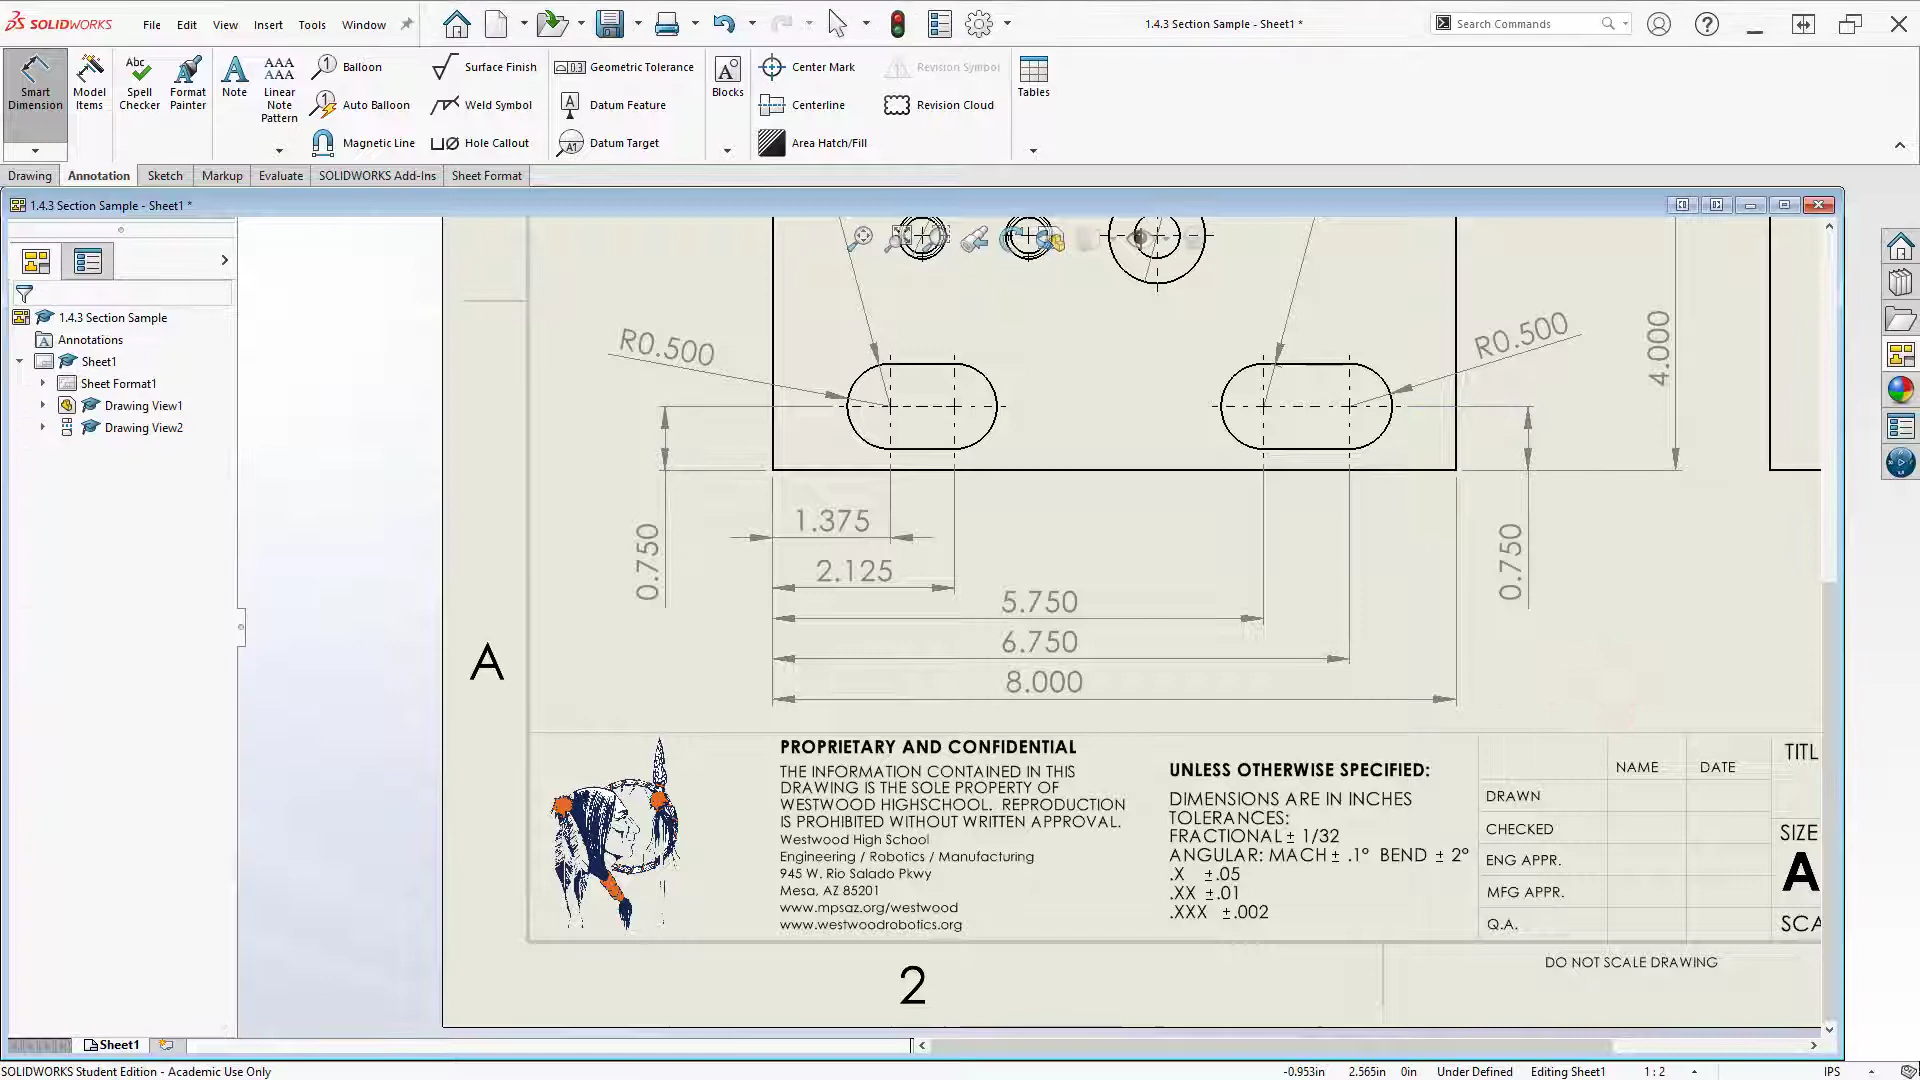 SOLIDWORKS File Edit View Insert Tools Window 1.4.3 Section Sample - Sheet1 * Search Commands
Smart Dimension
Model Items
Abc
Spell Checker
Format Painter
Note
AAA
AAA
Linear Note Pattern
Balloon
Auto Balloon
Magnetic Line
Surface Finish
Weld Symbol
Hole Callout
Geometric Tolerance
Datum Feature
Datum Target
Blocks
Center Mark
Centerline
Area Hatch/Fill
Revision Symbol
Revision Cloud
Tables
Drawing Annotation Sketch Markup Evaluate SOLIDWORKS Add-Ins Sheet Format
1.4.3 Section Sample - Sheet1 *
1.4.3 Section Sample
Annotations
Sheet1
Sheet Format1
Drawing View1
Drawing View2
R0.500
R0.500
4.000
0.750
1.375
2.125
5.750
6.750
8.000
0.750
A
PROPRIETARY AND CONFIDENTIAL
THE INFORMATION CONTAINED IN THIS
DRAWING IS THE SOLE PROPERTY OF
WESTWOOD HIGHSCHOOL. REPRODUCTION
IS PROHIBITED WITHOUT WRITTEN APPROVAL.
Westwood High School
Engineering / Robotics / Manufacturing
945 W. Rio Salado Pkwy
Mesa, AZ 85201
www.mpsaz.org/westwood
www.westwoodrobotics.org
UNLESS OTHERWISE SPECIFIED:
DIMENSIONS ARE IN INCHES
TOLERANCES:
FRACTIONAL ± 1/32
ANGULAR: MACH ± .1° BEND ± 2°
.X ±.05
.XX ±.01
.XXX ±.002
NAME DATE
DRAWN
CHECKED
ENG APPR.
MFG APPR.
Q.A.
TITL
SIZE
A
SCA
DO NOT SCALE DRAWING
2
Sheet1
SOLIDWORKS Student Edition - Academic Use Only -0.953in 2.565in 0in Under Defined Editing Sheet1 1 : 2 IPS